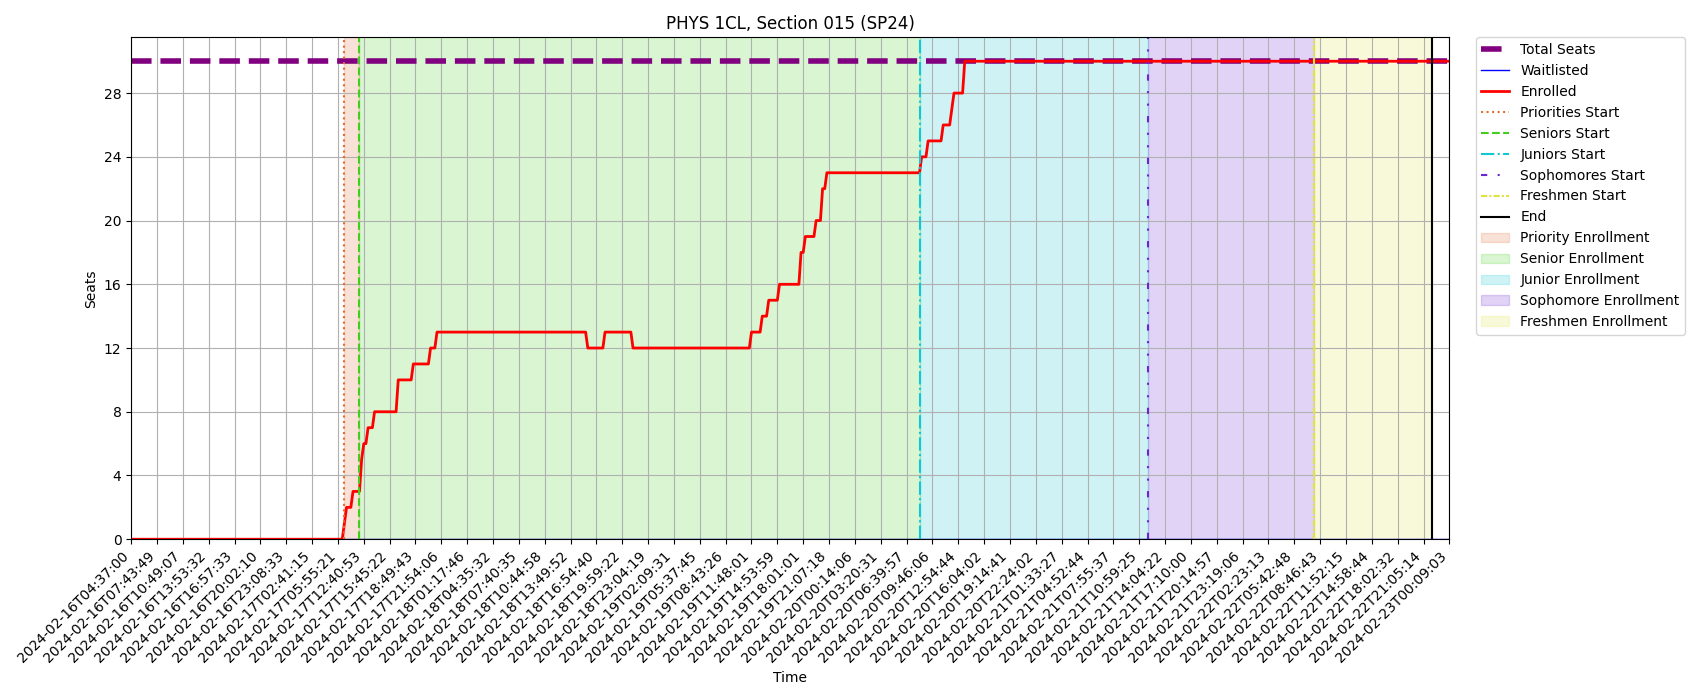 PHYS 1CL, Section 015 (SP24)
Seats
28
24
20
16
12
8
4
0
2024-02-16T04:37:00
2024-02-16T07:43:49
2024-02-16T10:49:07
2024-02-16T13:53:32
2024-02-16T16:57:33
2024-02-16T20:02:10
2024-02-16T23:08:33
2024-02-17T02:41:15
2024-02-17T05:55:21
2024-02-17T12:40:53
2024-02-17T15:45:22
2024-02-17T18:49:43
2024-02-17T21:54:06
2024-02-18T01:17:46
2024-02-18T04:35:32
2024-02-18T07:40:35
2024-02-18T10:44:58
2024-02-18T13:49:52
2024-02-18T16:54:40
2024-02-18T19:59:22
2024-02-18T23:04:19
2024-02-19T02:09:31
2024-02-19T05:37:45
2024-02-19T08:43:26
2024-02-19T11:48:01
2024-02-19T14:53:59
2024-02-19T18:01:01
2024-02-19T21:07:18
2024-02-20T00:14:06
2024-02-20T03:20:31
2024-02-20T06:39:57
2024-02-20T09:46:06
2024-02-20T12:54:44
2024-02-20T16:04:02
2024-02-20T19:14:41
2024-02-20T22:24:02
2024-02-21T01:33:27
2024-02-21T04:52:44
2024-02-21T07:55:37
2024-02-21T10:59:25
2024-02-21T14:04:22
2024-02-21T17:10:00
2024-02-21T20:14:57
2024-02-21T23:19:06
2024-02-22T02:23:13
2024-02-22T05:42:48
2024-02-22T08:46:43
2024-02-22T11:52:15
2024-02-22T14:58:44
2024-02-22T18:02:32
2024-02-22T21:05:14
2024-02-23T00:09:03
Time
Total Seats
Waitlisted
Enrolled
Priorities Start
Seniors Start
Juniors Start
Sophomores Start
Freshmen Start
End
Priority Enrollment
Senior Enrollment
Junior Enrollment
Sophomore Enrollment
Freshmen Enrollment